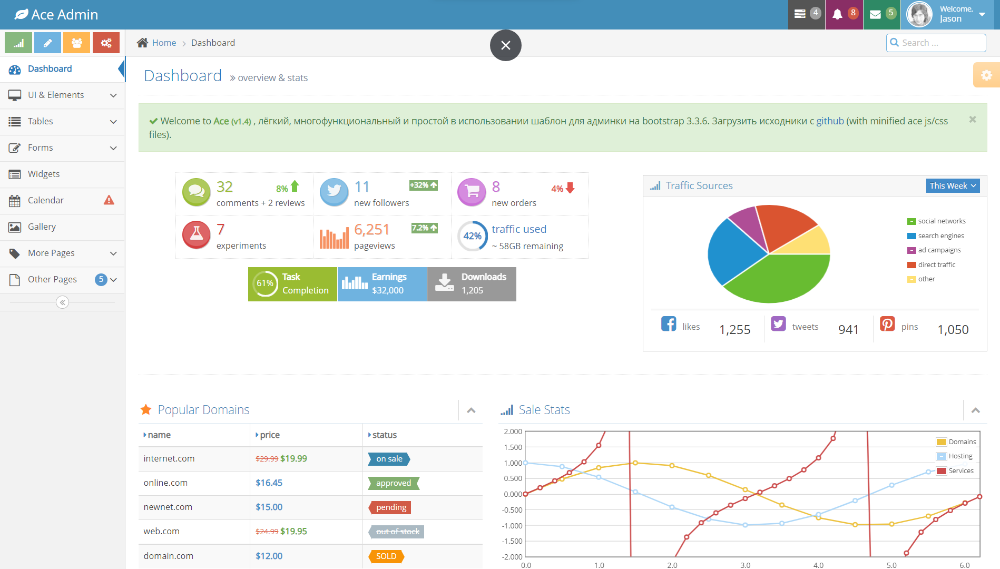 Ace Admin
4
8
5
Welcome,
Jason
Home
Dashboard
Search ...
Dashboard
UI & Elements
Tables
Forms
Widgets
Calendar
Gallery
More Pages
Other Pages 5
Dashboard » overview & stats
Welcome to Ace (v1.4) , лёгкий, многофункциональный и простой в использовании шаблон для админки на bootstrap 3.3.6. Загрузить исходники с github (with minified ace js/css
files).
32 8%
comments + 2 reviews
11 +32%
new followers
8 4%
new orders
7
experiments
6,251 7.2%
pageviews
42% traffic used
~ 58GB remaining
61% Task
Completion
Earnings
$32,000
Downloads
1,205
Traffic Sources This Week
social networks
search engines
ad campaigns
direct traffic
other
likes 1,255
tweets 941
pins 1,050
Popular Domains
name price status
internet.com $29.99 $19.99 on sale
online.com $16.45 approved
newnet.com $15.00 pending
web.com $24.99 $19.95 out of stock
domain.com $12.00 SOLD
Sale Stats
2.000
1.500
1.000
0.500
0.000
-0.500
-1.000
-1.500
-2.000
Domains
Hosting
Services
0.0 1.0 2.0 3.0 4.0 5.0 6.0